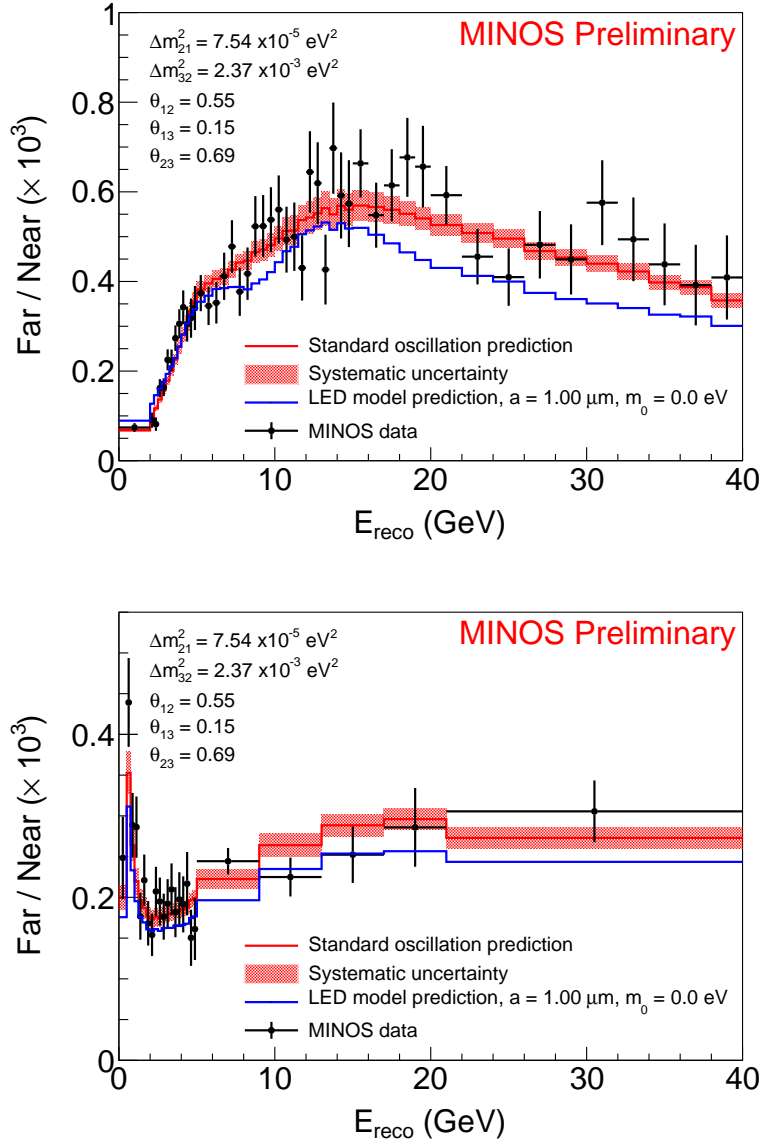 MINOS Preliminary
Δm²₂₁ = 7.54 x10⁻⁵ eV²
Δm²₃₂ = 2.37 x10⁻³ eV²
θ₁₂ = 0.55
θ₁₃ = 0.15
θ₂₃ = 0.69
Far / Near (× 10³)
1
0.8
0.6
0.4
0.2
0
Standard oscillation prediction
Systematic uncertainty
LED model prediction, a = 1.00 μm, m₀ = 0.0 eV
MINOS data
0 10 20 30 40
E_reco (GeV)
MINOS Preliminary
Δm²₂₁ = 7.54 x10⁻⁵ eV²
Δm²₃₂ = 2.37 x10⁻³ eV²
θ₁₂ = 0.55
θ₁₃ = 0.15
θ₂₃ = 0.69
Far / Near (× 10³)
0.4
0.2
0
Standard oscillation prediction
Systematic uncertainty
LED model prediction, a = 1.00 μm, m₀ = 0.0 eV
MINOS data
0 10 20 30 40
E_reco (GeV)